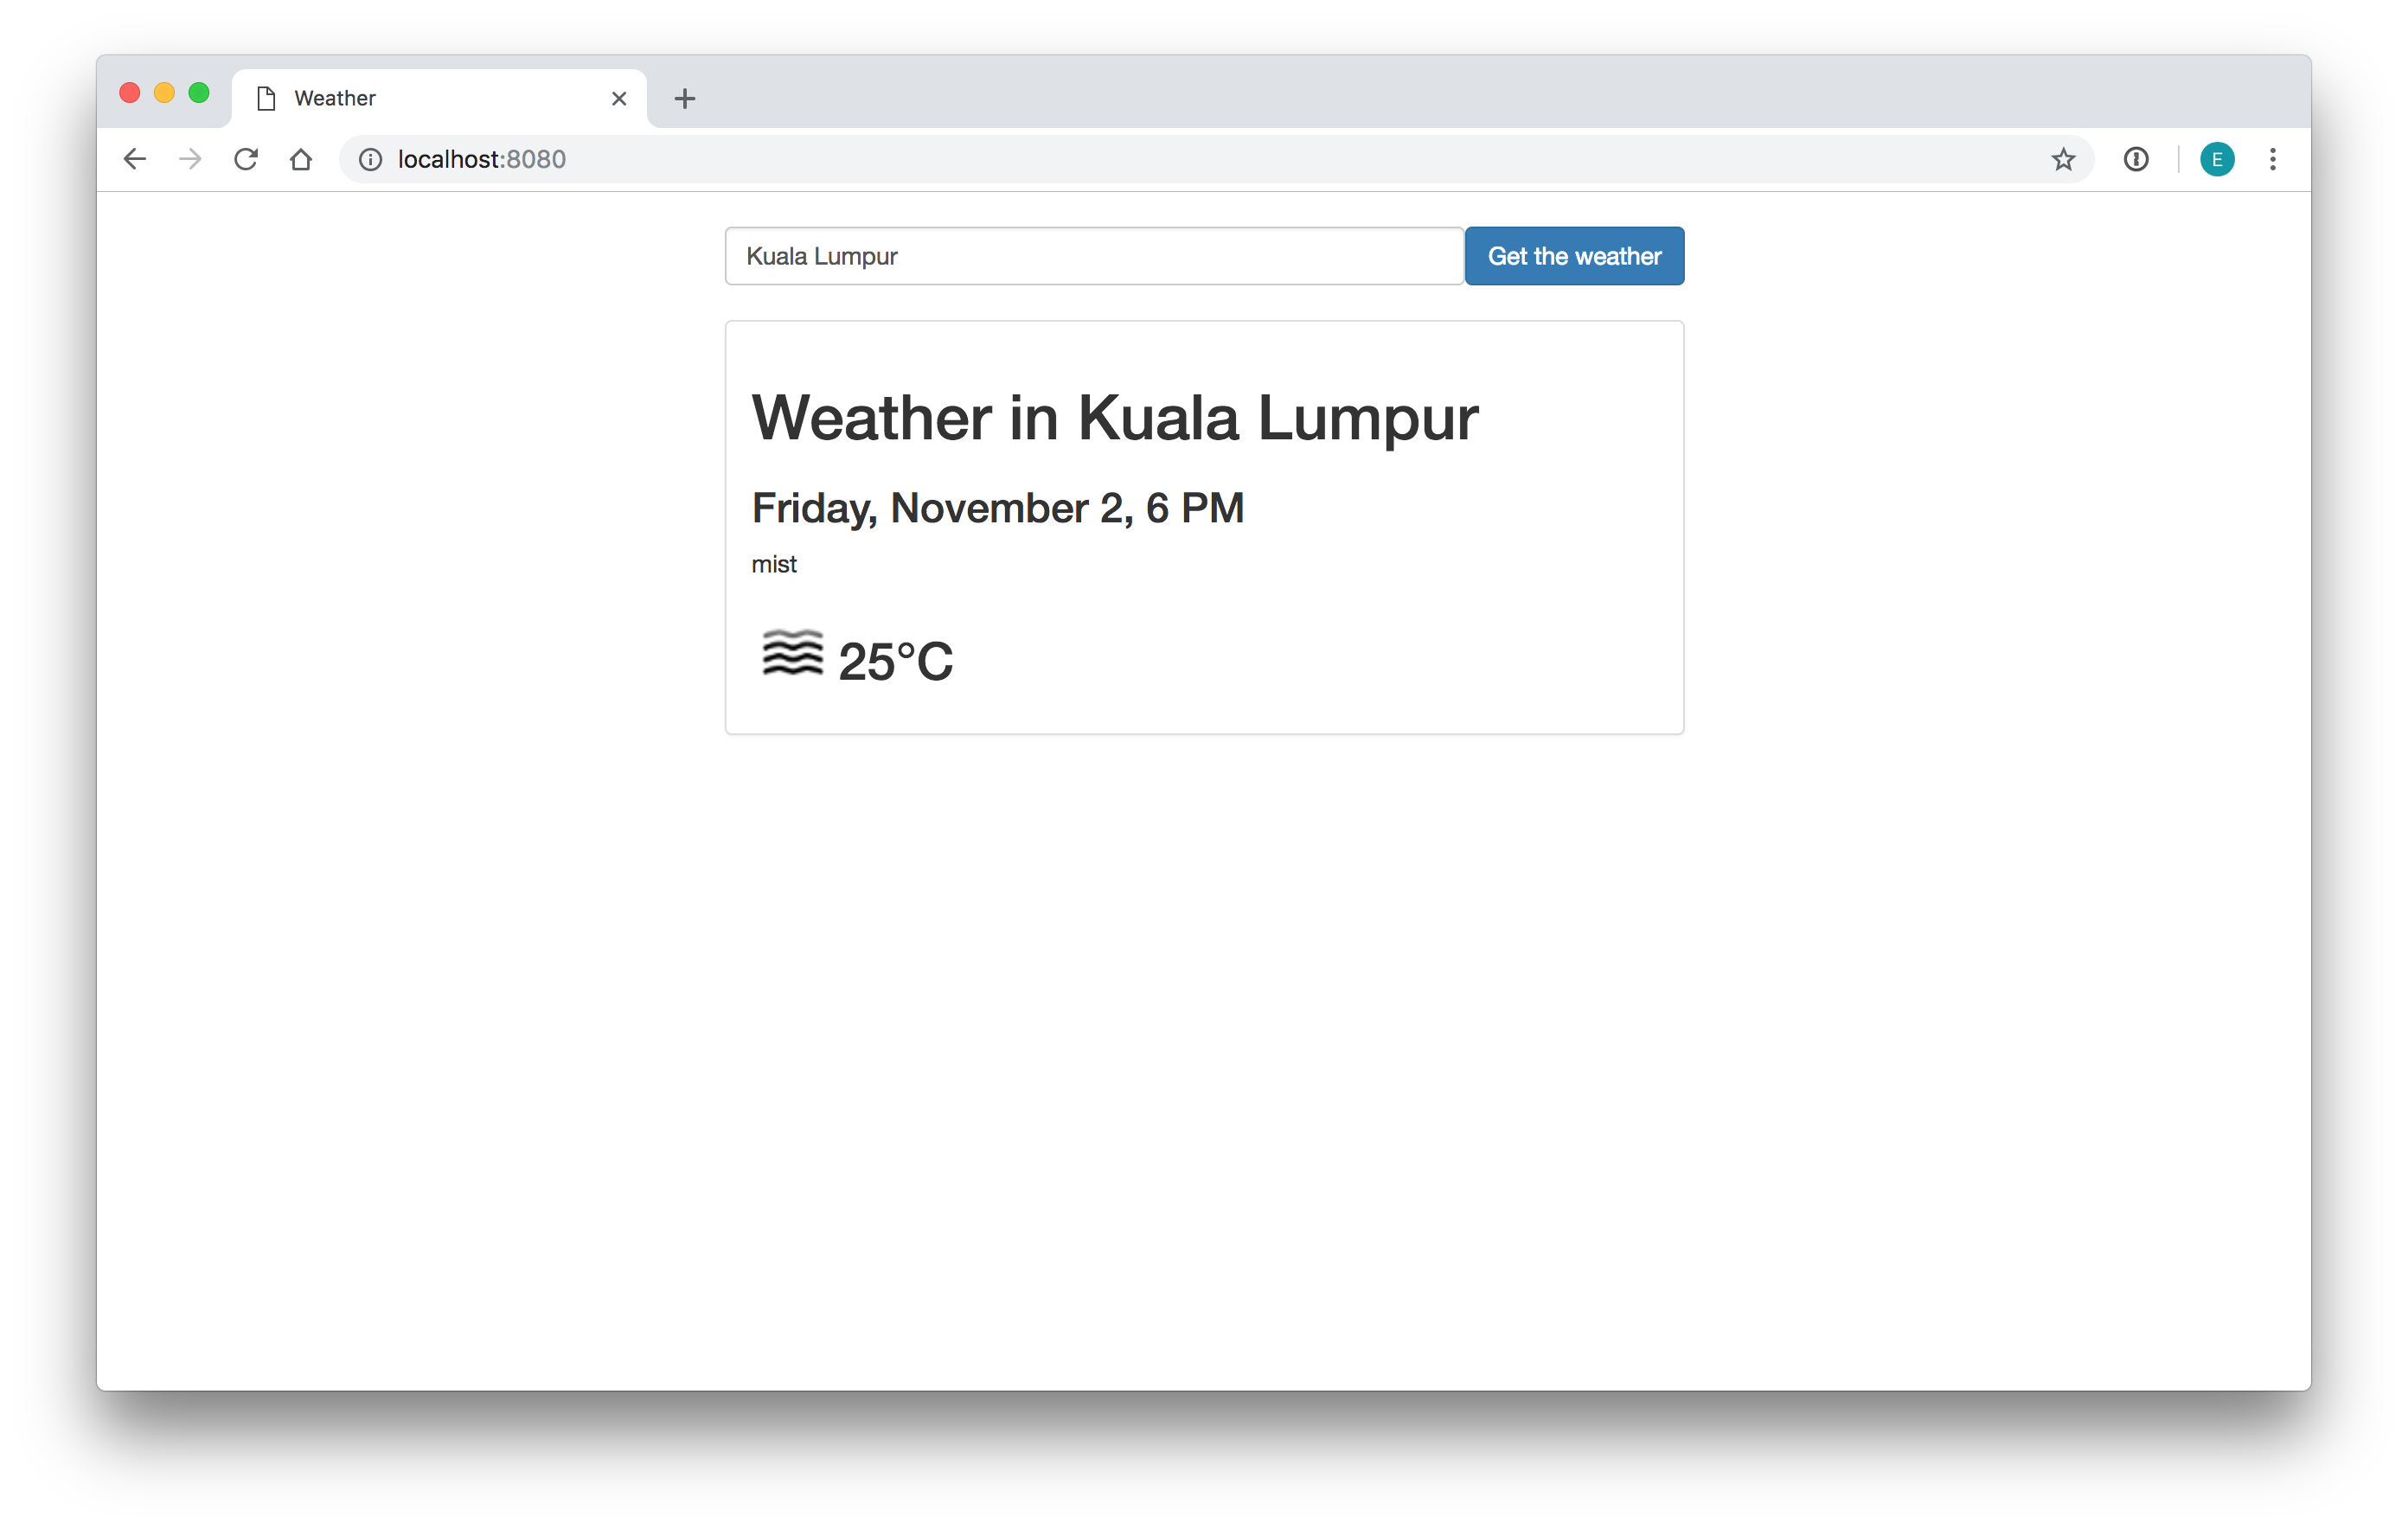 Weather
localhost:8080
E
Kuala Lumpur
Get the weather
Weather in Kuala Lumpur
Friday, November 2, 6 PM
mist
25°C